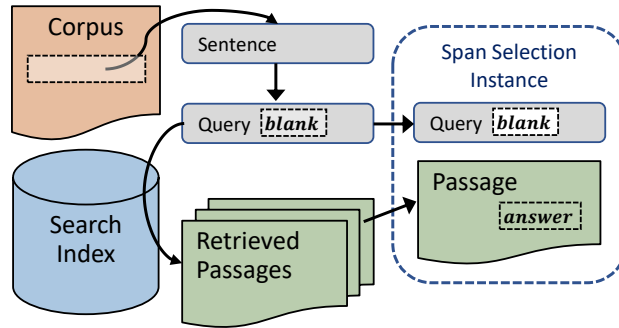 Corpus
Sentence
Span Selection
Instance
Query blank
Query blank
Search
Index
Retrieved
Passages
Passage
answer